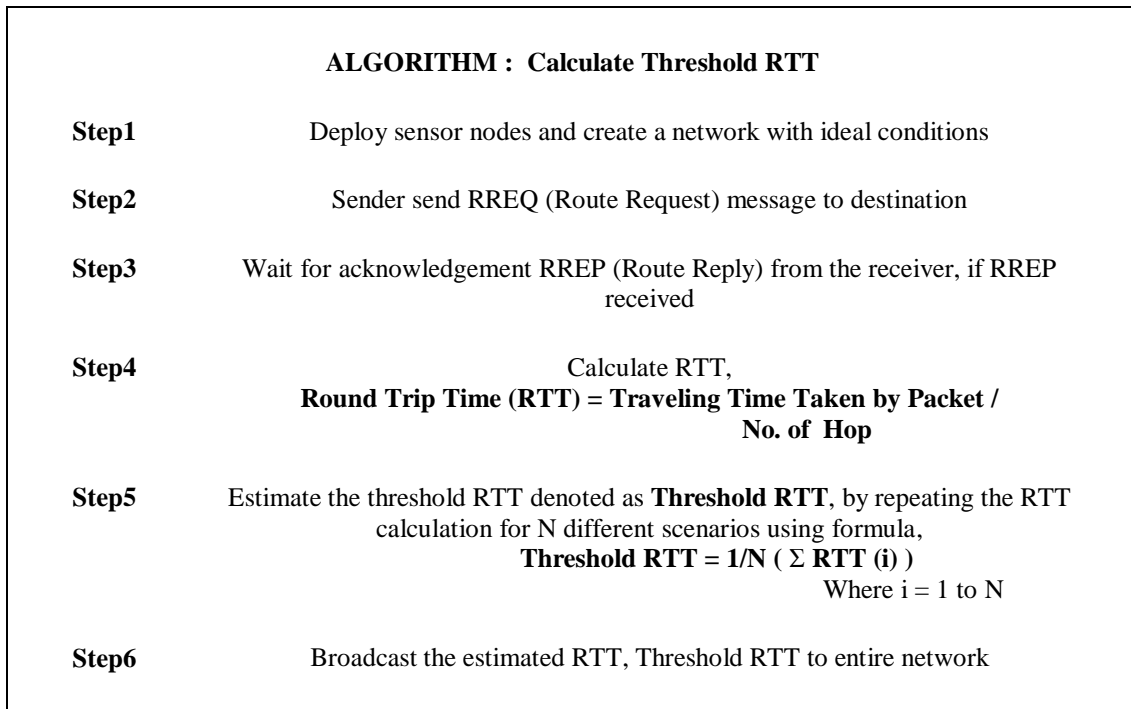 ALGORITHM : Calculate Threshold RTT
Step1 Deploy sensor nodes and create a network with ideal conditions
Step2 Sender send RREQ (Route Request) message to destination
Step3 Wait for acknowledgement RREP (Route Reply) from the receiver, if RREP
received
Step4 Calculate RTT,
Round Trip Time (RTT) = Traveling Time Taken by Packet /
No. of Hop
Step5 Estimate the threshold RTT denoted as Threshold RTT, by repeating the RTT
calculation for N different scenarios using formula,
Threshold RTT = 1/N ( Σ RTT (i) )
Where i = 1 to N
Step6 Broadcast the estimated RTT, Threshold RTT to entire network